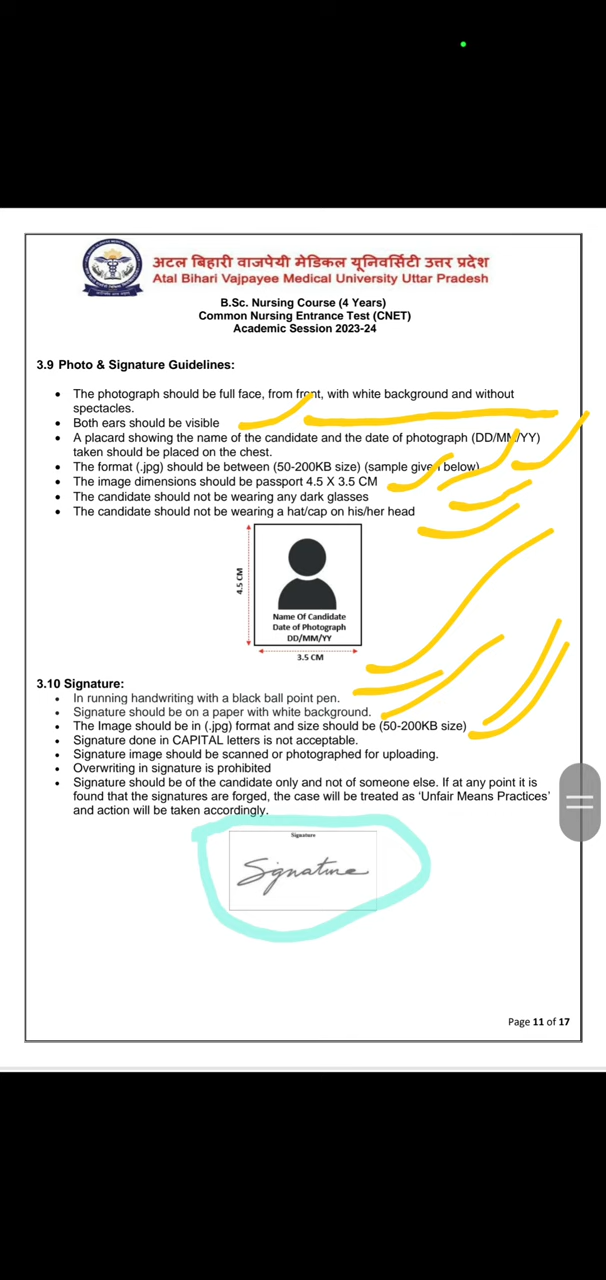 अटल बिहारी वाजपेयी मेडिकल यूनिवर्सिटी उत्तर प्रदेश
Atal Bihari Vajpayee Medical University Uttar Pradesh
B.Sc. Nursing Course (4 Years)
Common Nursing Entrance Test (CNET)
Academic Session 2023-24
3.9 Photo & Signature Guidelines:
• The photograph should be full face, from front, with white background and without
spectacles.
• Both ears should be visible
• A placard showing the name of the candidate and the date of photograph (DD/MM/YY)
taken should be placed on the chest.
• The format (.jpg) should be between (50-200KB size) (sample given below)
• The image dimensions should be passport 4.5 X 3.5 CM
• The candidate should not be wearing any dark glasses
• The candidate should not be wearing a hat/cap on his/her head
4.5 CM
Name Of Candidate
Date of Photograph
DD/MM/YY
3.5 CM
3.10 Signature:
• In running handwriting with a black ball point pen.
• Signature should be on a paper with white background.
• The Image should be in (.jpg) format and size should be (50-200KB size)
• Signature done in CAPITAL letters is not acceptable.
• Signature image should be scanned or photographed for uploading.
• Overwriting in signature is prohibited
• Signature should be of the candidate only and not of someone else. If at any point it is
found that the signatures are forged, the case will be treated as ‘Unfair Means Practices’
and action will be taken accordingly.
Signature
Signature
Page 11 of 17